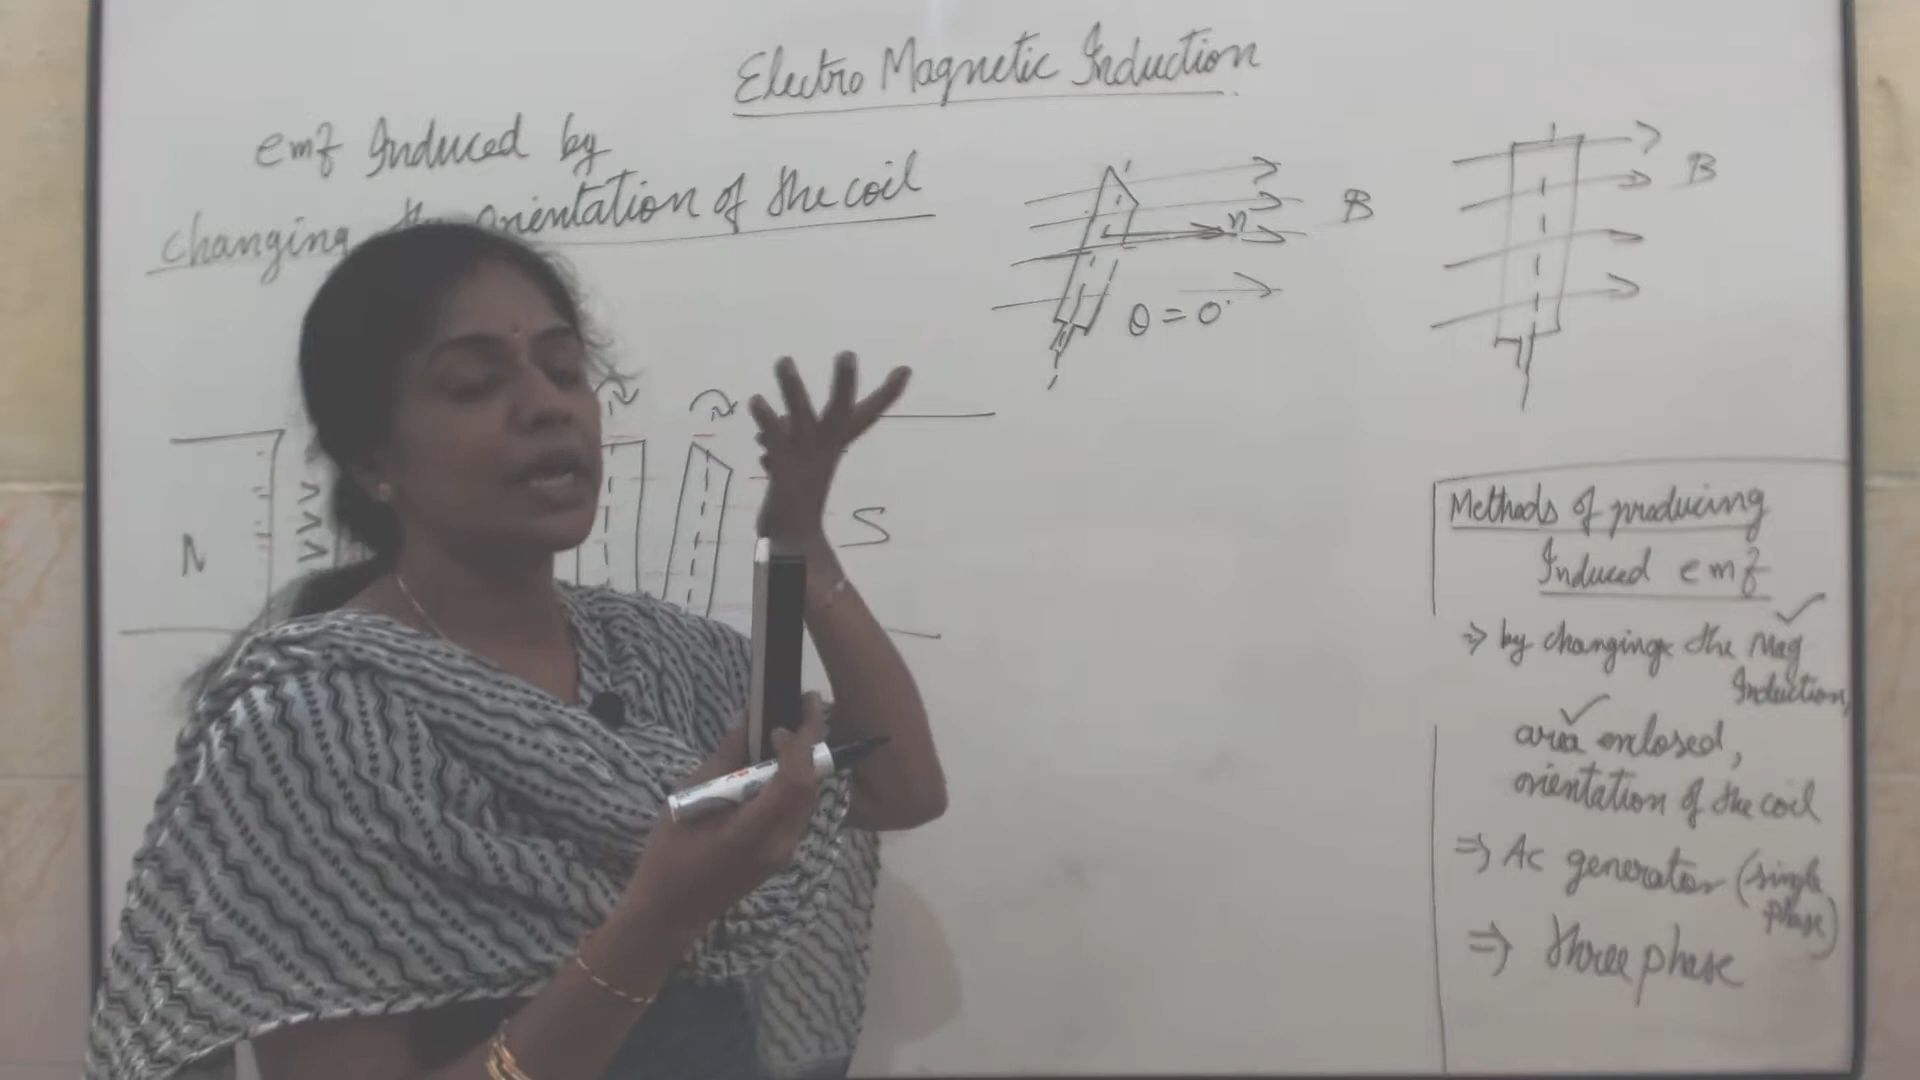 Electro Magnetic Induction
emf Induced by
changing the orientation of the coil
n
B
θ = 0°
B
N
S
Methods of producing
Induced emf
⇒ by changing the Mag
Induction,
area enclosed,
orientation of the coil
⇒ Ac generator (single
phase)
⇒ three phase